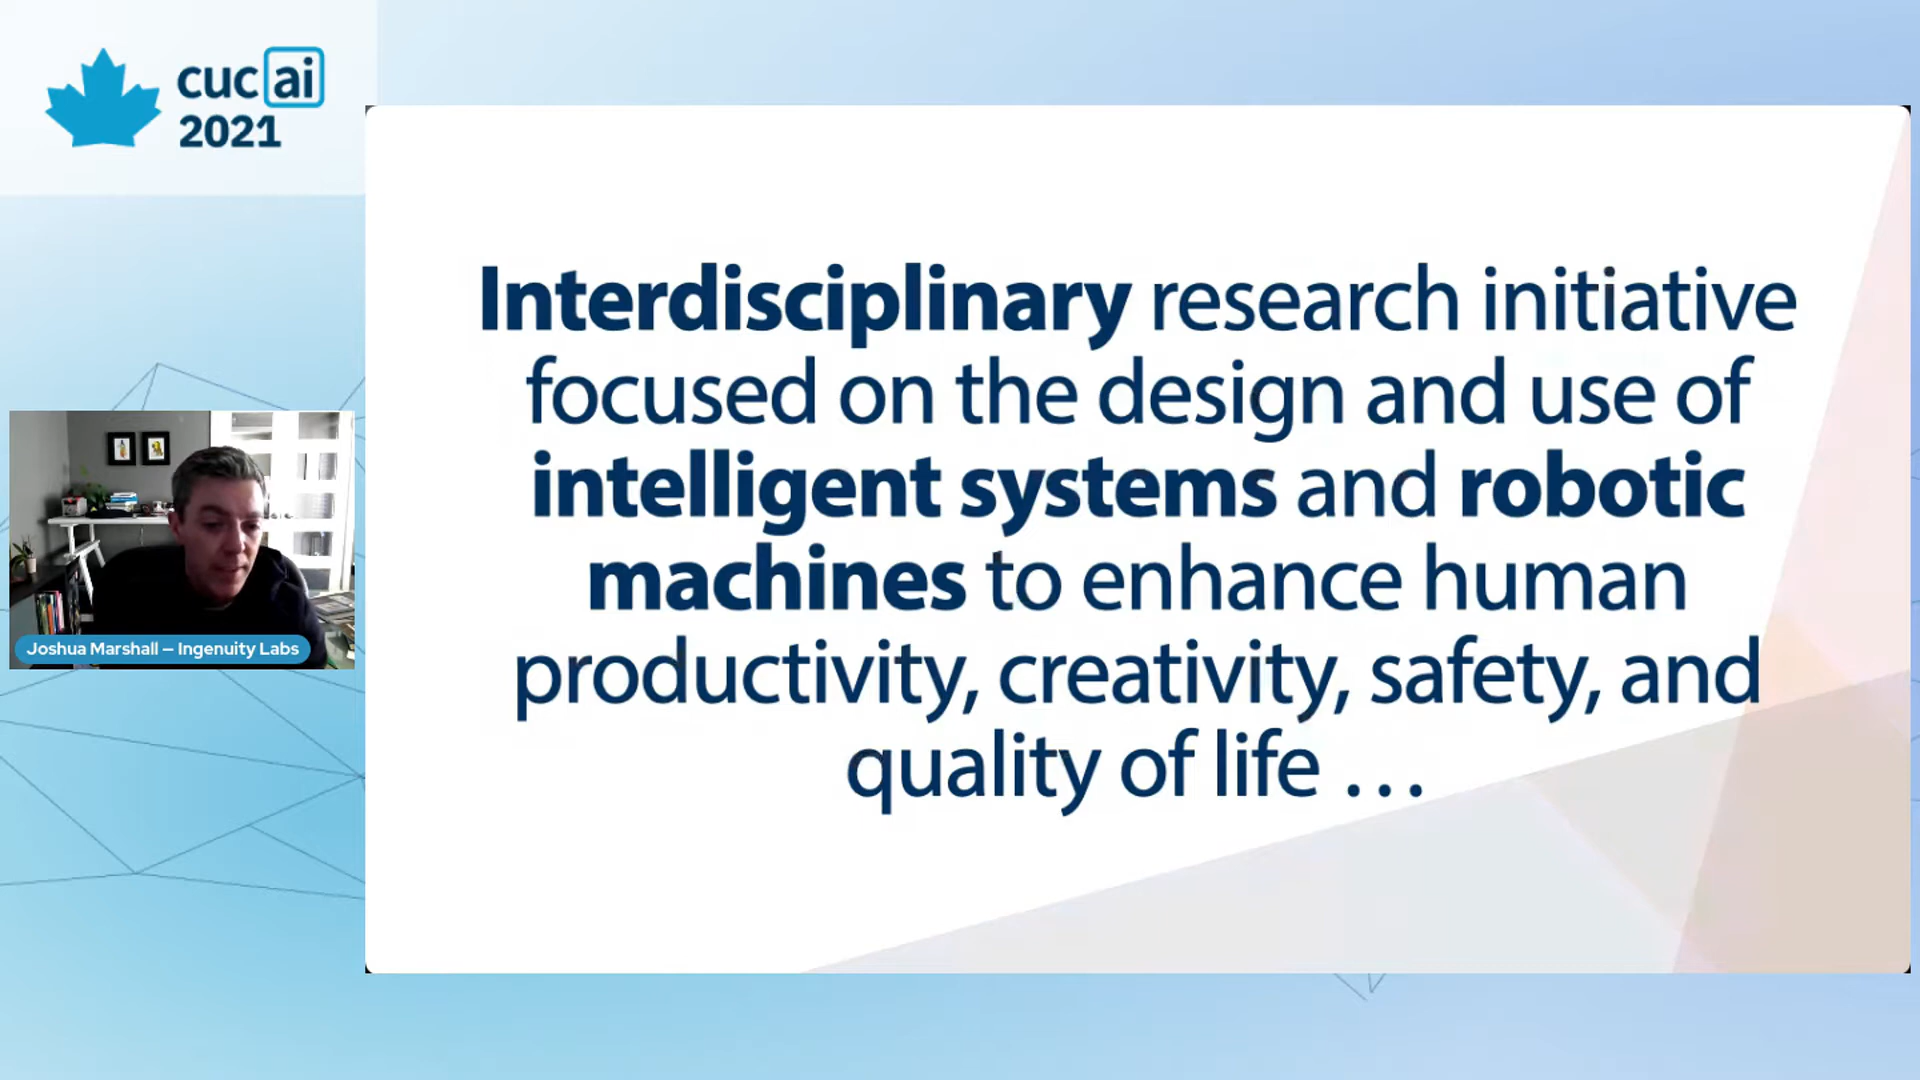 cuc ai
2021
Interdisciplinary research initiative
focused on the design and use of
intelligent systems and robotic
machines to enhance human
productivity, creativity, safety, and
quality of life …
Joshua Marshall – Ingenuity Labs